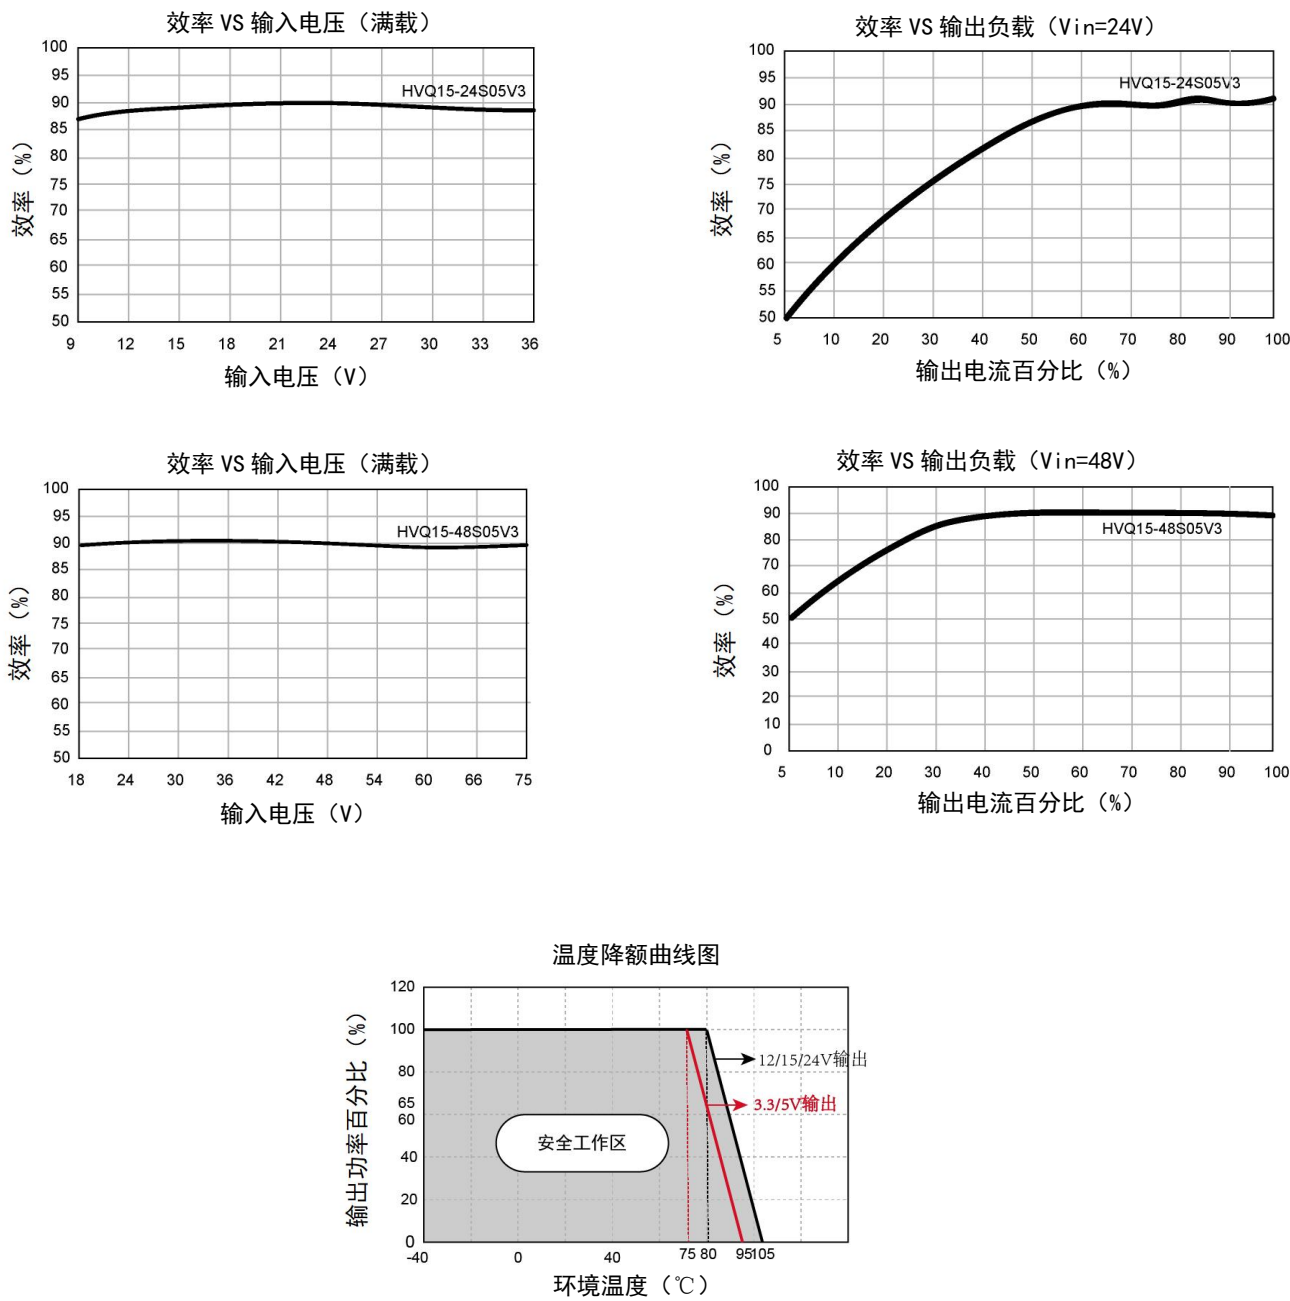 效率 VS 输入电压（满载）
100
95
90
85
80
75
70
65
60
55
50
HVQ15-24S05V3
效率（%）
9 12 15 18 21 24 27 30 33 36
输入电压（V）
效率 VS 输出负载（Vin=24V）
100
95
90
85
80
75
70
65
60
55
50
HVQ15-24S05V3
效率（%）
5 10 20 30 40 50 60 70 80 90 100
输出电流百分比（%）
效率 VS 输入电压（满载）
100
95
90
85
80
75
70
65
60
55
50
HVQ15-48S05V3
效率（%）
18 24 30 36 42 48 54 60 66 75
输入电压（V）
效率 VS 输出负载（Vin=48V）
100
90
80
70
60
50
40
30
20
10
0
HVQ15-48S05V3
效率（%）
5 10 20 30 40 50 60 70 80 90 100
输出电流百分比（%）
温度降额曲线图
120
100
80
65
60
40
20
0
12/15/24V输出
3.3/5V输出
安全工作区
输出功率百分比（%）
-40 0 40 75 80 95 105
环境温度（℃）